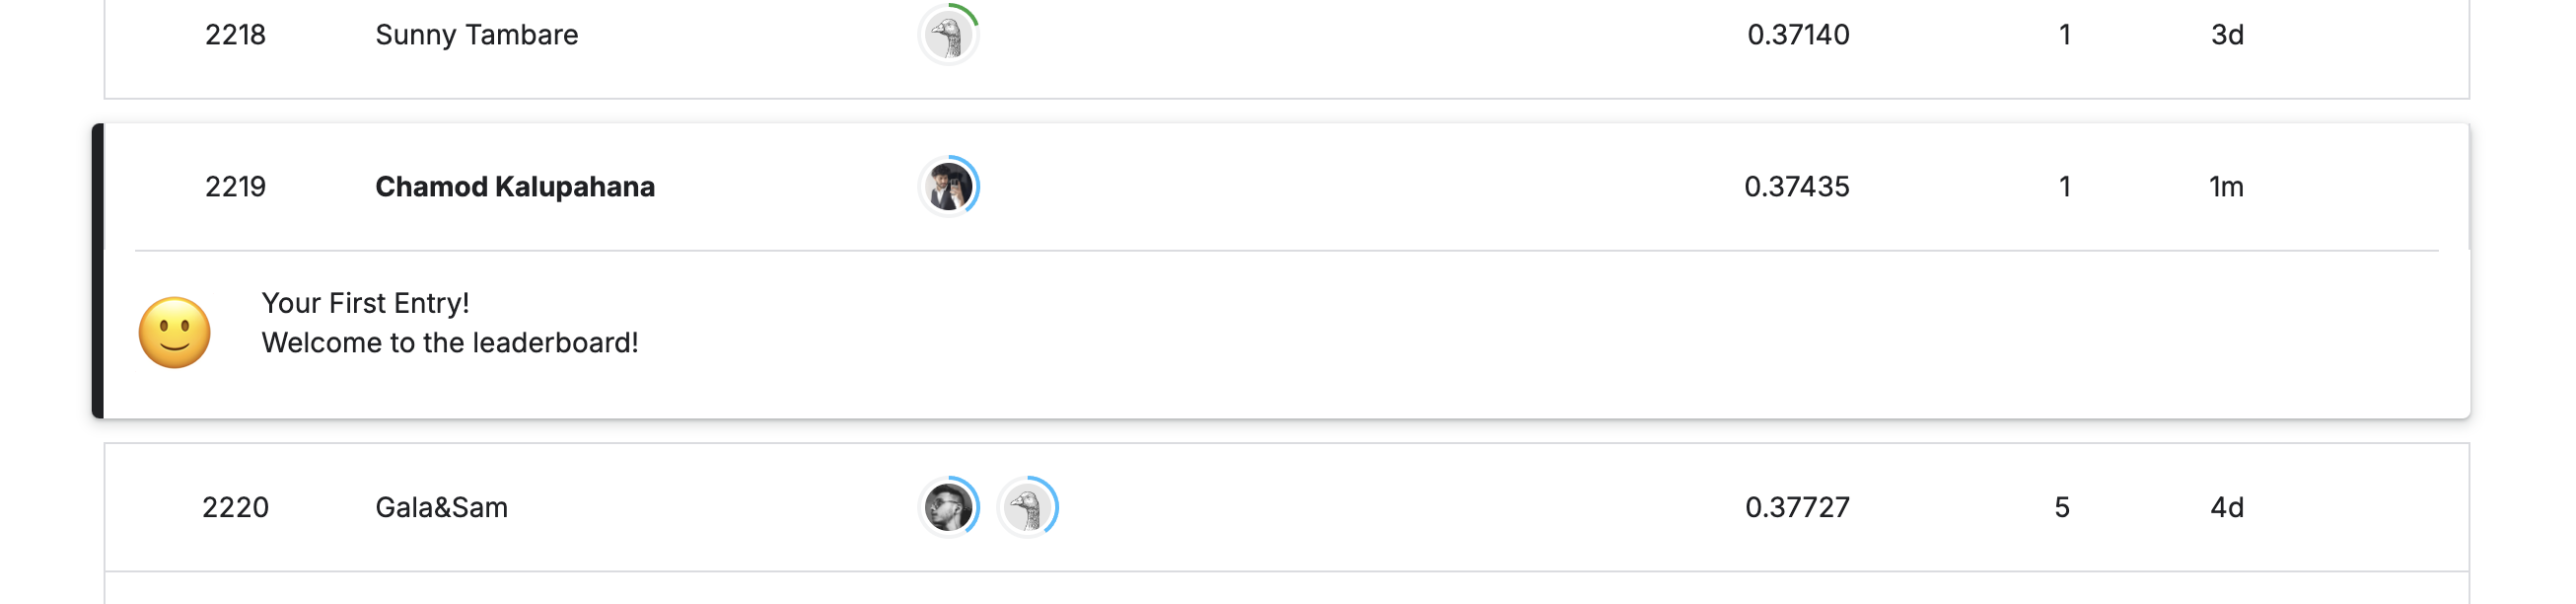 2218 Sunny Tambare 0.37140 1 3d
2219 Chamod Kalupahana 0.37435 1 1m
Your First Entry!
Welcome to the leaderboard!
2220 Gala&Sam 0.37727 5 4d